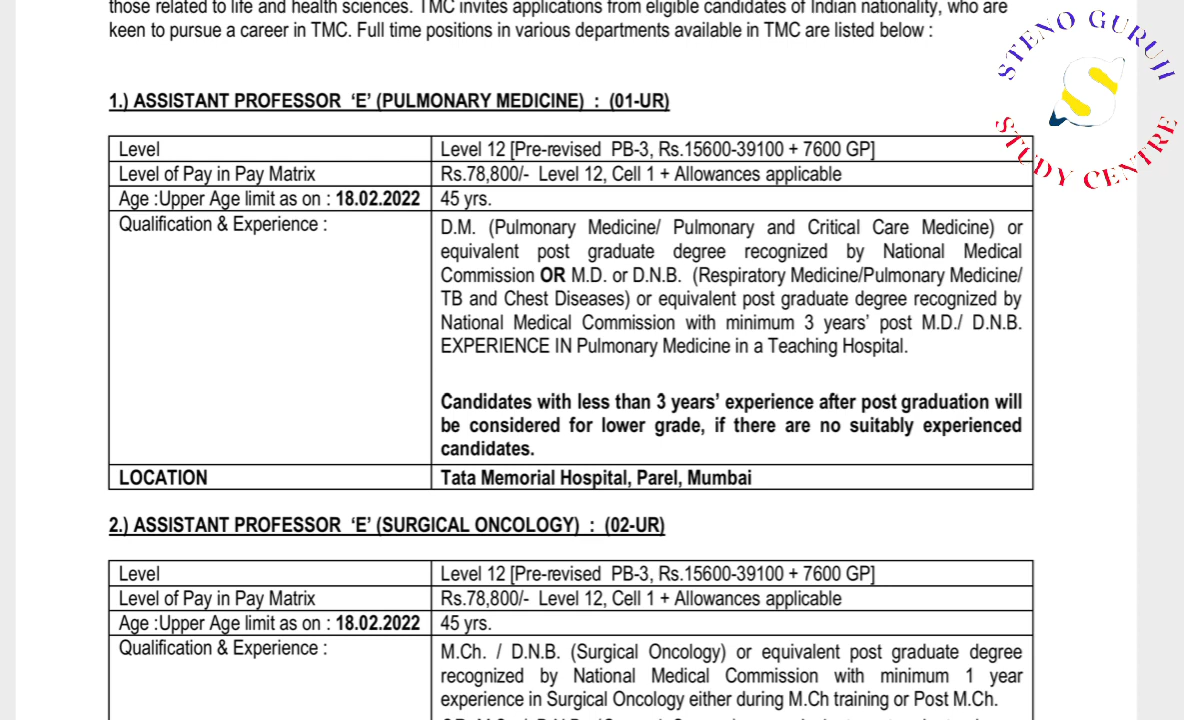 those related to life and health sciences. TMC invites applications from eligible candidates of Indian nationality, who are
keen to pursue a career in TMC. Full time positions in various departments available in TMC are listed below :
STENO GURUJI
S
STUDY CENTRE
1.) ASSISTANT PROFESSOR ‘E’ (PULMONARY MEDICINE) : (01-UR)
Level Level 12 [Pre-revised PB-3, Rs.15600-39100 + 7600 GP]
Level of Pay in Pay Matrix Rs.78,800/- Level 12, Cell 1 + Allowances applicable
Age :Upper Age limit as on : 18.02.2022 45 yrs.
Qualification & Experience : D.M. (Pulmonary Medicine/ Pulmonary and Critical Care Medicine) or
equivalent post graduate degree recognized by National Medical
Commission OR M.D. or D.N.B. (Respiratory Medicine/Pulmonary Medicine/
TB and Chest Diseases) or equivalent post graduate degree recognized by
National Medical Commission with minimum 3 years’ post M.D./ D.N.B.
EXPERIENCE IN Pulmonary Medicine in a Teaching Hospital.
Candidates with less than 3 years’ experience after post graduation will
be considered for lower grade, if there are no suitably experienced
candidates.
LOCATION Tata Memorial Hospital, Parel, Mumbai
2.) ASSISTANT PROFESSOR ‘E’ (SURGICAL ONCOLOGY) : (02-UR)
Level Level 12 [Pre-revised PB-3, Rs.15600-39100 + 7600 GP]
Level of Pay in Pay Matrix Rs.78,800/- Level 12, Cell 1 + Allowances applicable
Age :Upper Age limit as on : 18.02.2022 45 yrs.
Qualification & Experience : M.Ch. / D.N.B. (Surgical Oncology) or equivalent post graduate degree
recognized by National Medical Commission with minimum 1 year
experience in Surgical Oncology either during M.Ch training or Post M.Ch.